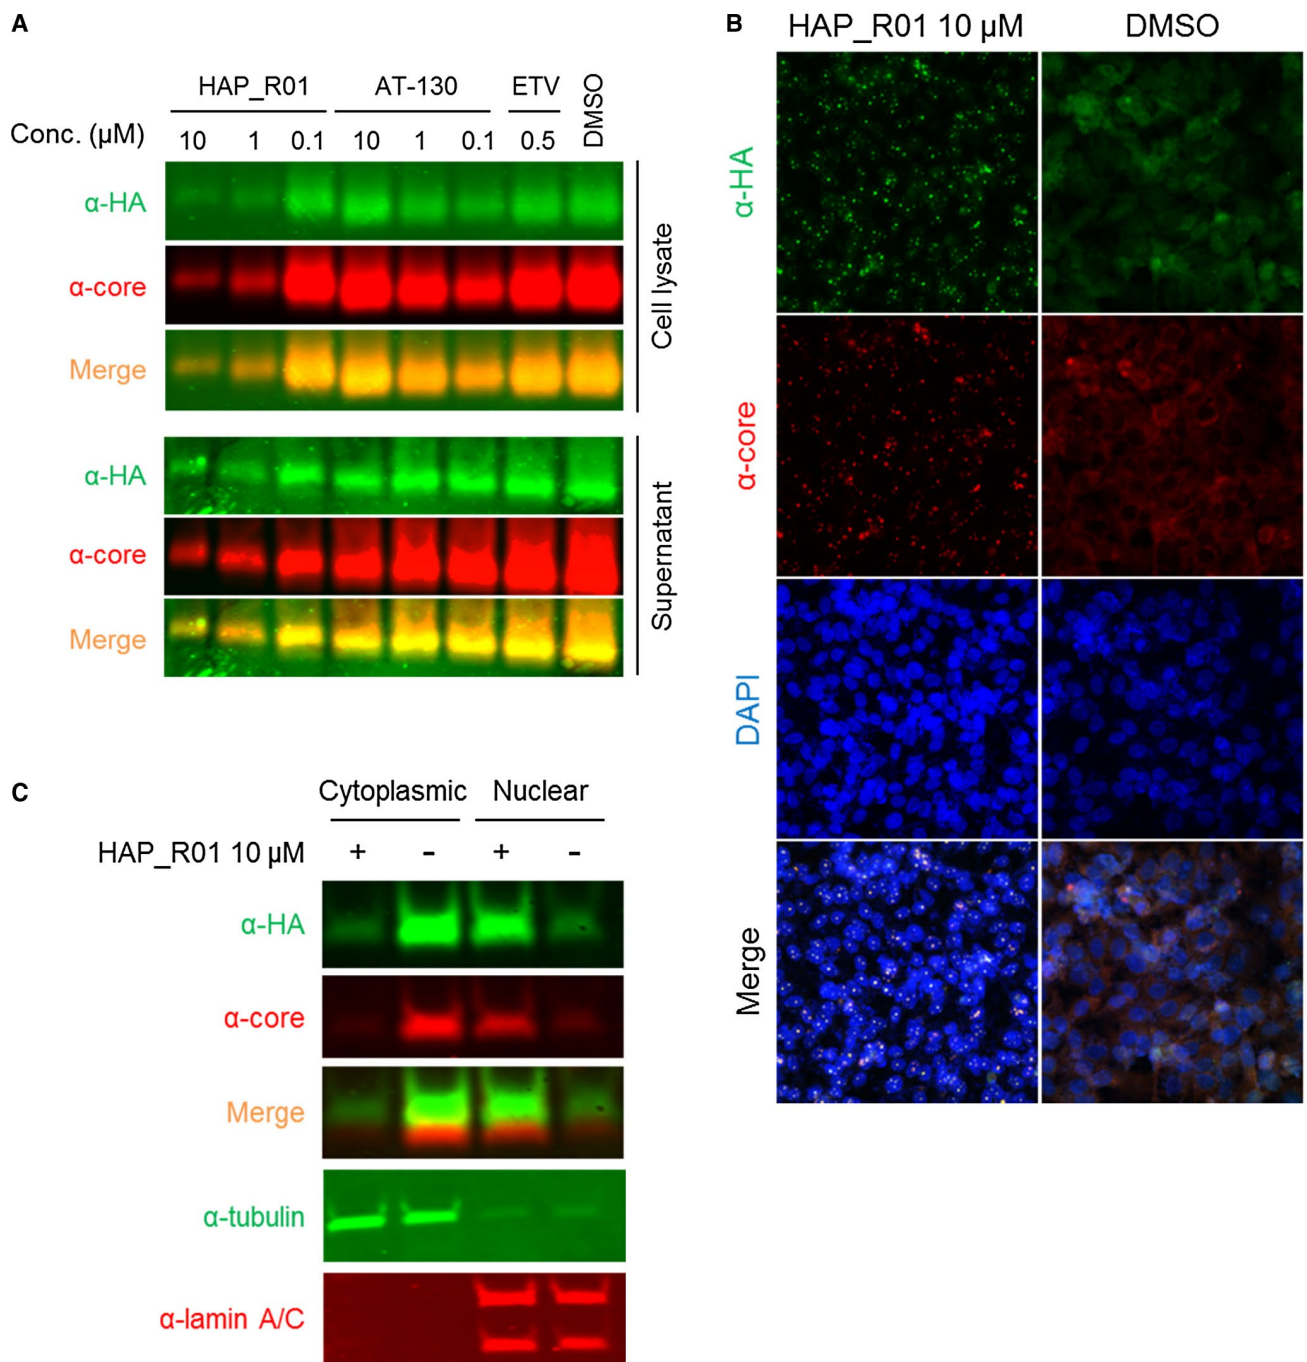 A
HAP_R01 AT-130 ETV DMSO
Conc. (µM) 10 1 0.1 10 1 0.1 0.5
α-HA
α-core
Merge
Cell lysate
α-HA
α-core
Merge
Supernatant
B
HAP_R01 10 µM DMSO
α-HA
α-core
DAPI
Merge
C
Cytoplasmic Nuclear
HAP_R01 10 µM + - + -
α-HA
α-core
Merge
α-tubulin
α-lamin A/C